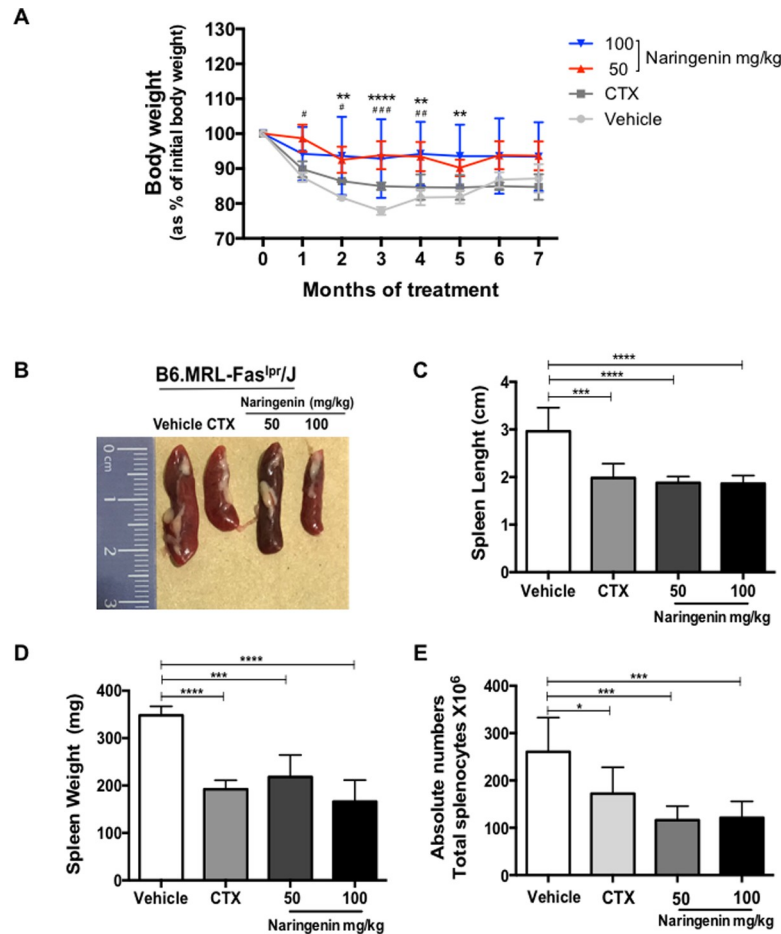 A
Body weight
(as % of initial body weight)
130
120
110
100
90
80
70
0 1 2 3 4 5 6 7
Months of treatment
# ** # **** ### ** ## **
100
50
Naringenin mg/kg
CTX
Vehicle
B
B6.MRL-Fas^lpr/J
Naringenin (mg/kg)
Vehicle CTX 50 100
0 cm
1
2
3
C
Spleen Lenght (cm)
4
3
2
1
0
****
****
***
Vehicle CTX 50 100
Naringenin mg/kg
D
Spleen Weight (mg)
400
300
200
100
0
****
***
****
Vehicle CTX 50 100
Naringenin mg/kg
E
Absolute numbers
Total splenocytes X10⁶
400
300
200
100
0
***
***
*
Vehicle CTX 50 100
Naringenin mg/kg